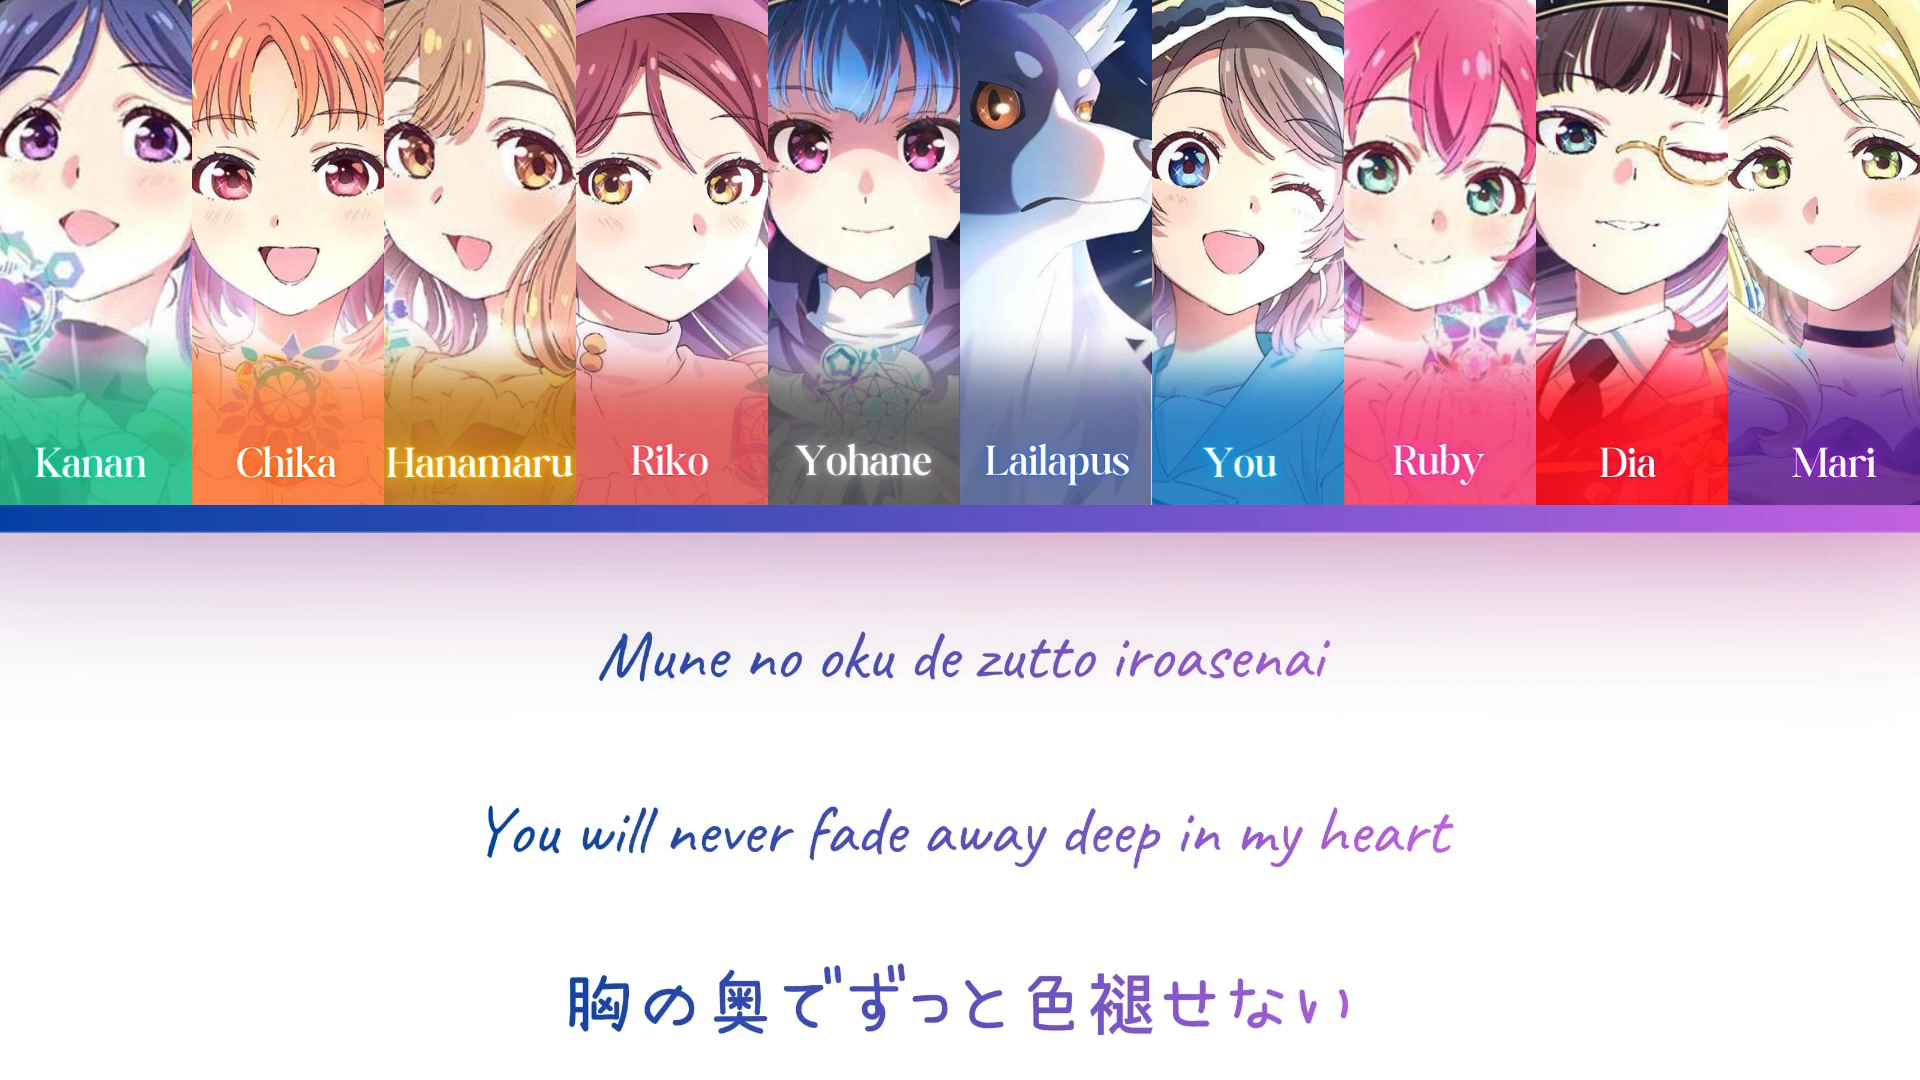 Kanan Chika Hanamaru Riko Yohane Lailapus You Ruby Dia Mari
Mune no oku de zutto iroasenai
You will never fade away deep in my heart
胸の奥でずっと色褪せない